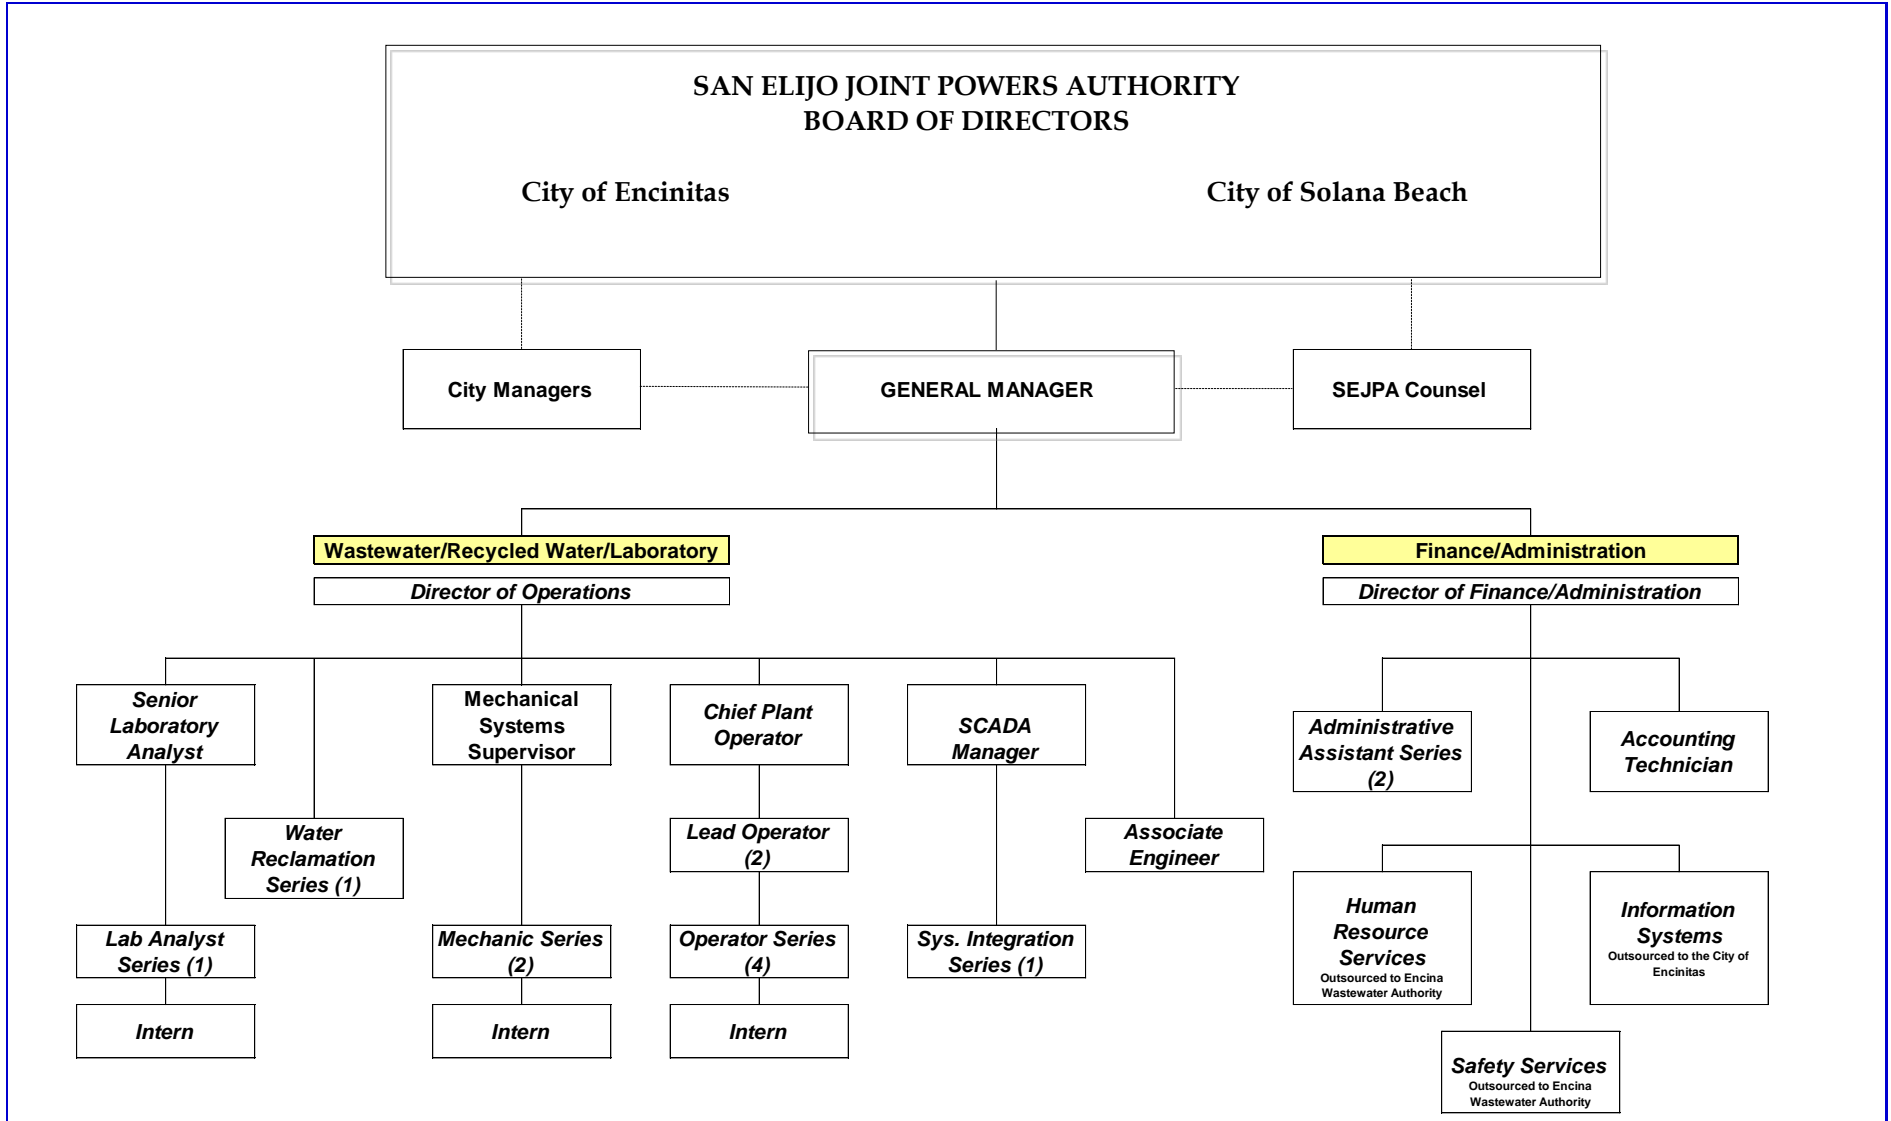 SAN ELIJO JOINT POWERS AUTHORITY
BOARD OF DIRECTORS
City of Encinitas
City of Solana Beach
City Managers
GENERAL MANAGER
SEJPA Counsel
Wastewater/Recycled Water/Laboratory
Finance/Administration
Director of Operations
Director of Finance/Administration
Senior
Laboratory
Analyst
Mechanical
Systems
Supervisor
Chief Plant
Operator
SCADA
Manager
Administrative
Assistant Series
(2)
Accounting
Technician
Water
Reclamation
Series (1)
Lead Operator
(2)
Associate
Engineer
Lab Analyst
Series (1)
Mechanic Series
(2)
Operator Series
(4)
Sys. Integration
Series (1)
Human
Resource
Services
Outsourced to Encina
Wastewater Authority
Information
Systems
Outsourced to the City of
Encinitas
Intern
Intern
Intern
Safety Services
Outsourced to Encina
Wastewater Authority